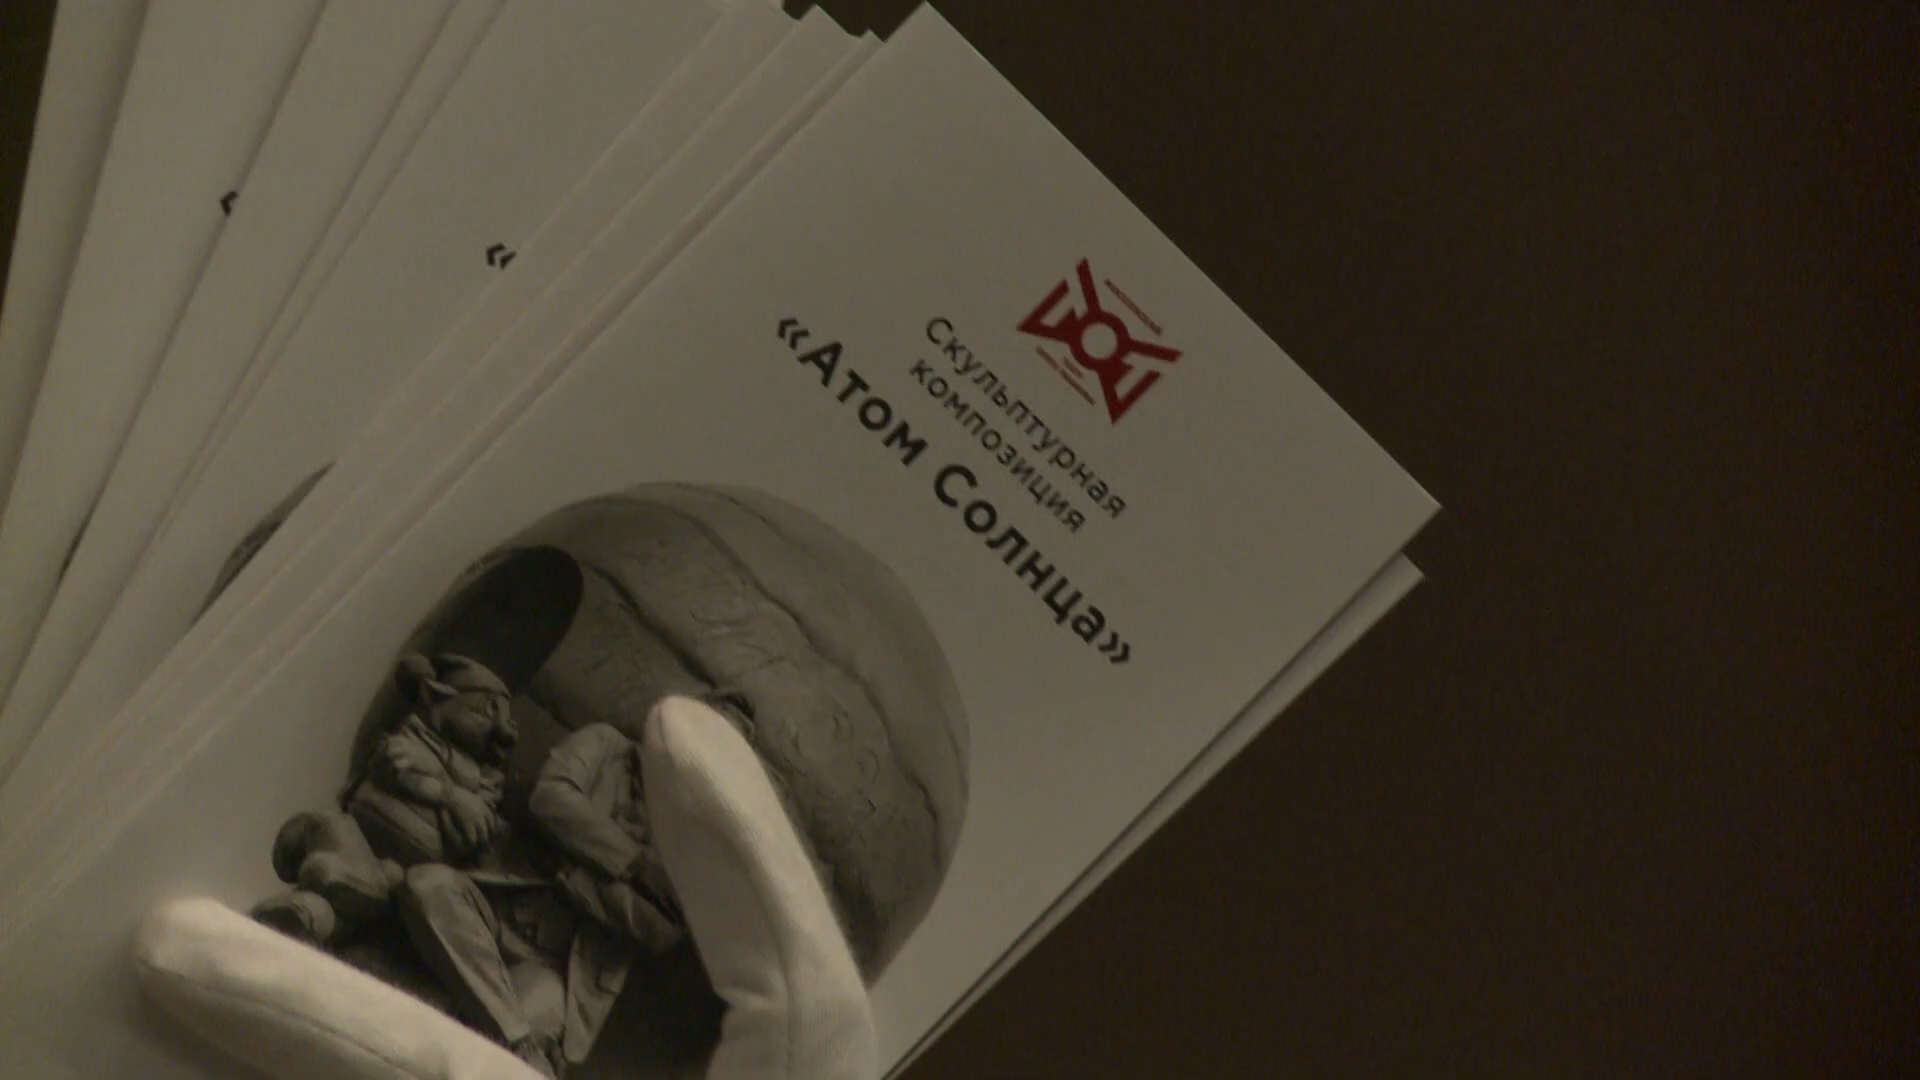 Скульптурная
композиция
«Атом Солнца»
«
«